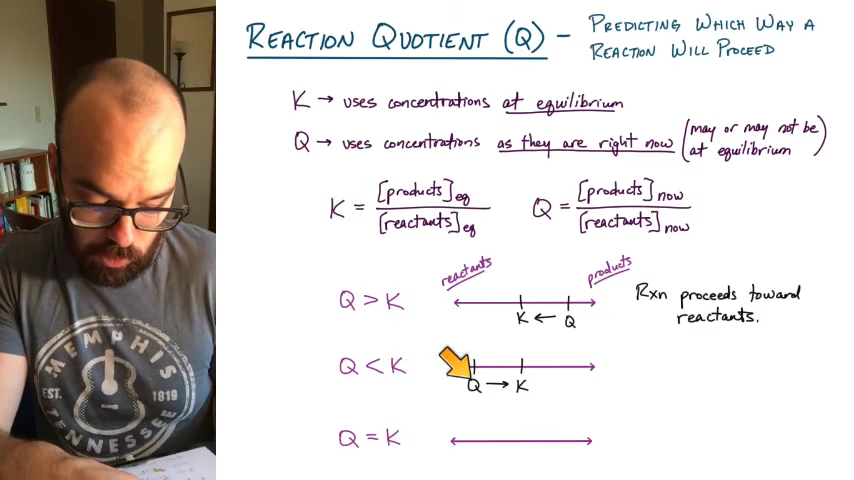 REACTION QUOTIENT (Q) – PREDICTING WHICH WAY A
REACTION WILL PROCEED
K → uses concentrations at equilibrium
Q → uses concentrations as they are right now (may or may not be
at equilibrium)
K = [products]eq / [reactants]eq
Q = [products]now / [reactants]now
reactants products
Q > K
K ← Q
Rxn proceeds toward
reactants.
Q < K
Q → K
Q = K
MEMPHIS
EST. 1819
TENNESSEE